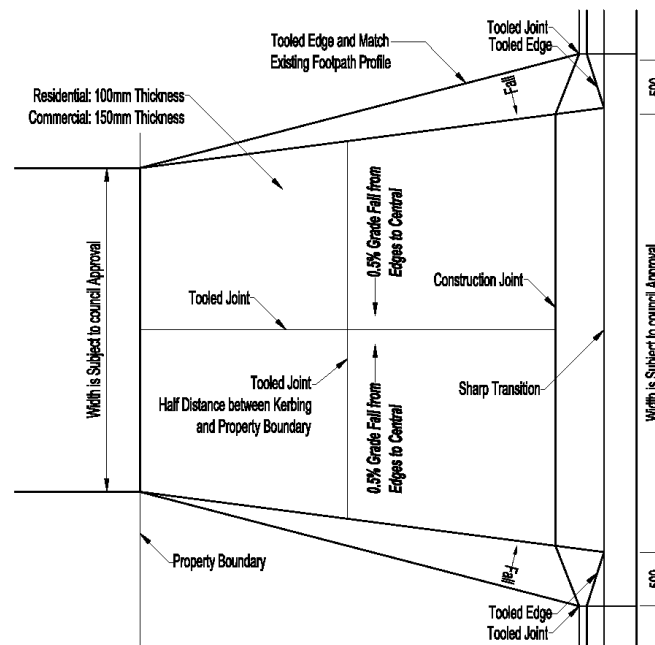 Tooled Joint
Tooled Edge
Tooled Edge and Match
Existing Footpath Profile
Fall
500
Residential: 100mm Thickness
Commercial: 150mm Thickness
0.5% Grade Fall from
Edges to Central
Width is Subject to council Approval
Tooled Joint
Construction Joint
Width is Subject to council Approval
Tooled Joint
Half Distance between Kerbing
and Property Boundary
Sharp Transition
0.5% Grade Fall from
Edges to Central
Property Boundary
Fall
500
Tooled Edge
Tooled Joint